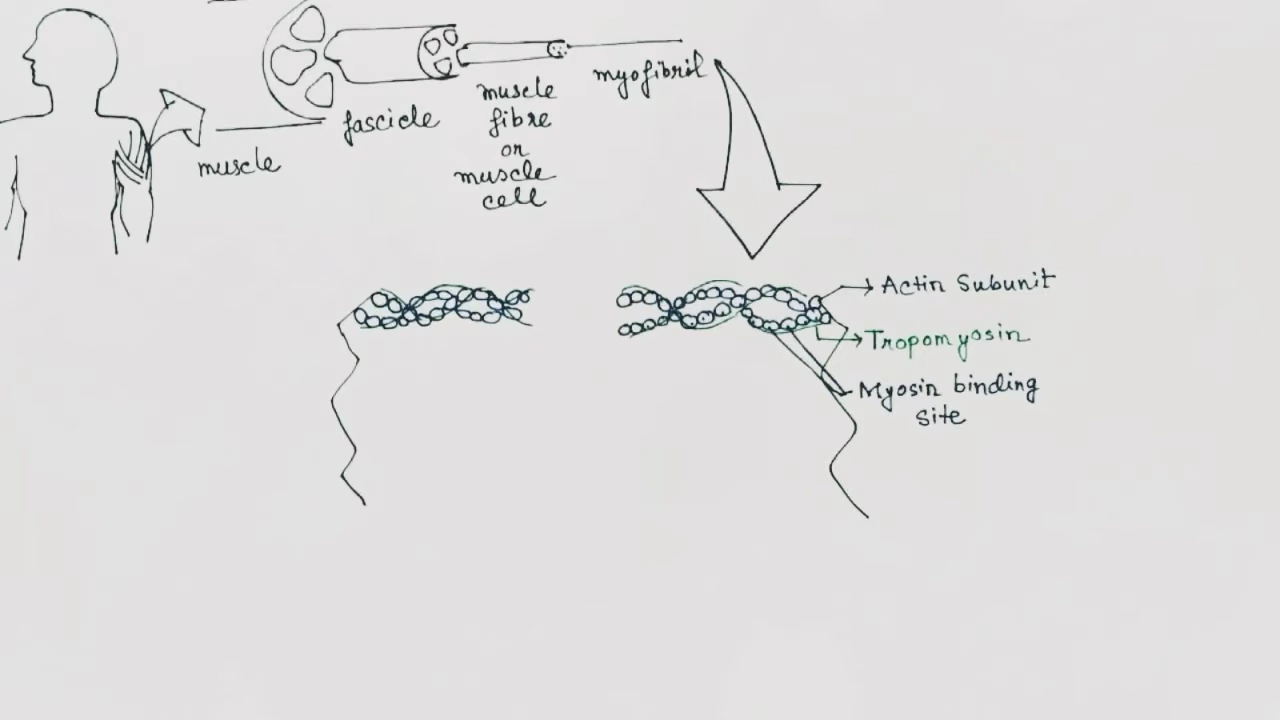 muscle
fascicle
muscle
fibre
or
muscle
cell
myofibril
Actin Subunit
Tropomyosin
Myosin binding
site